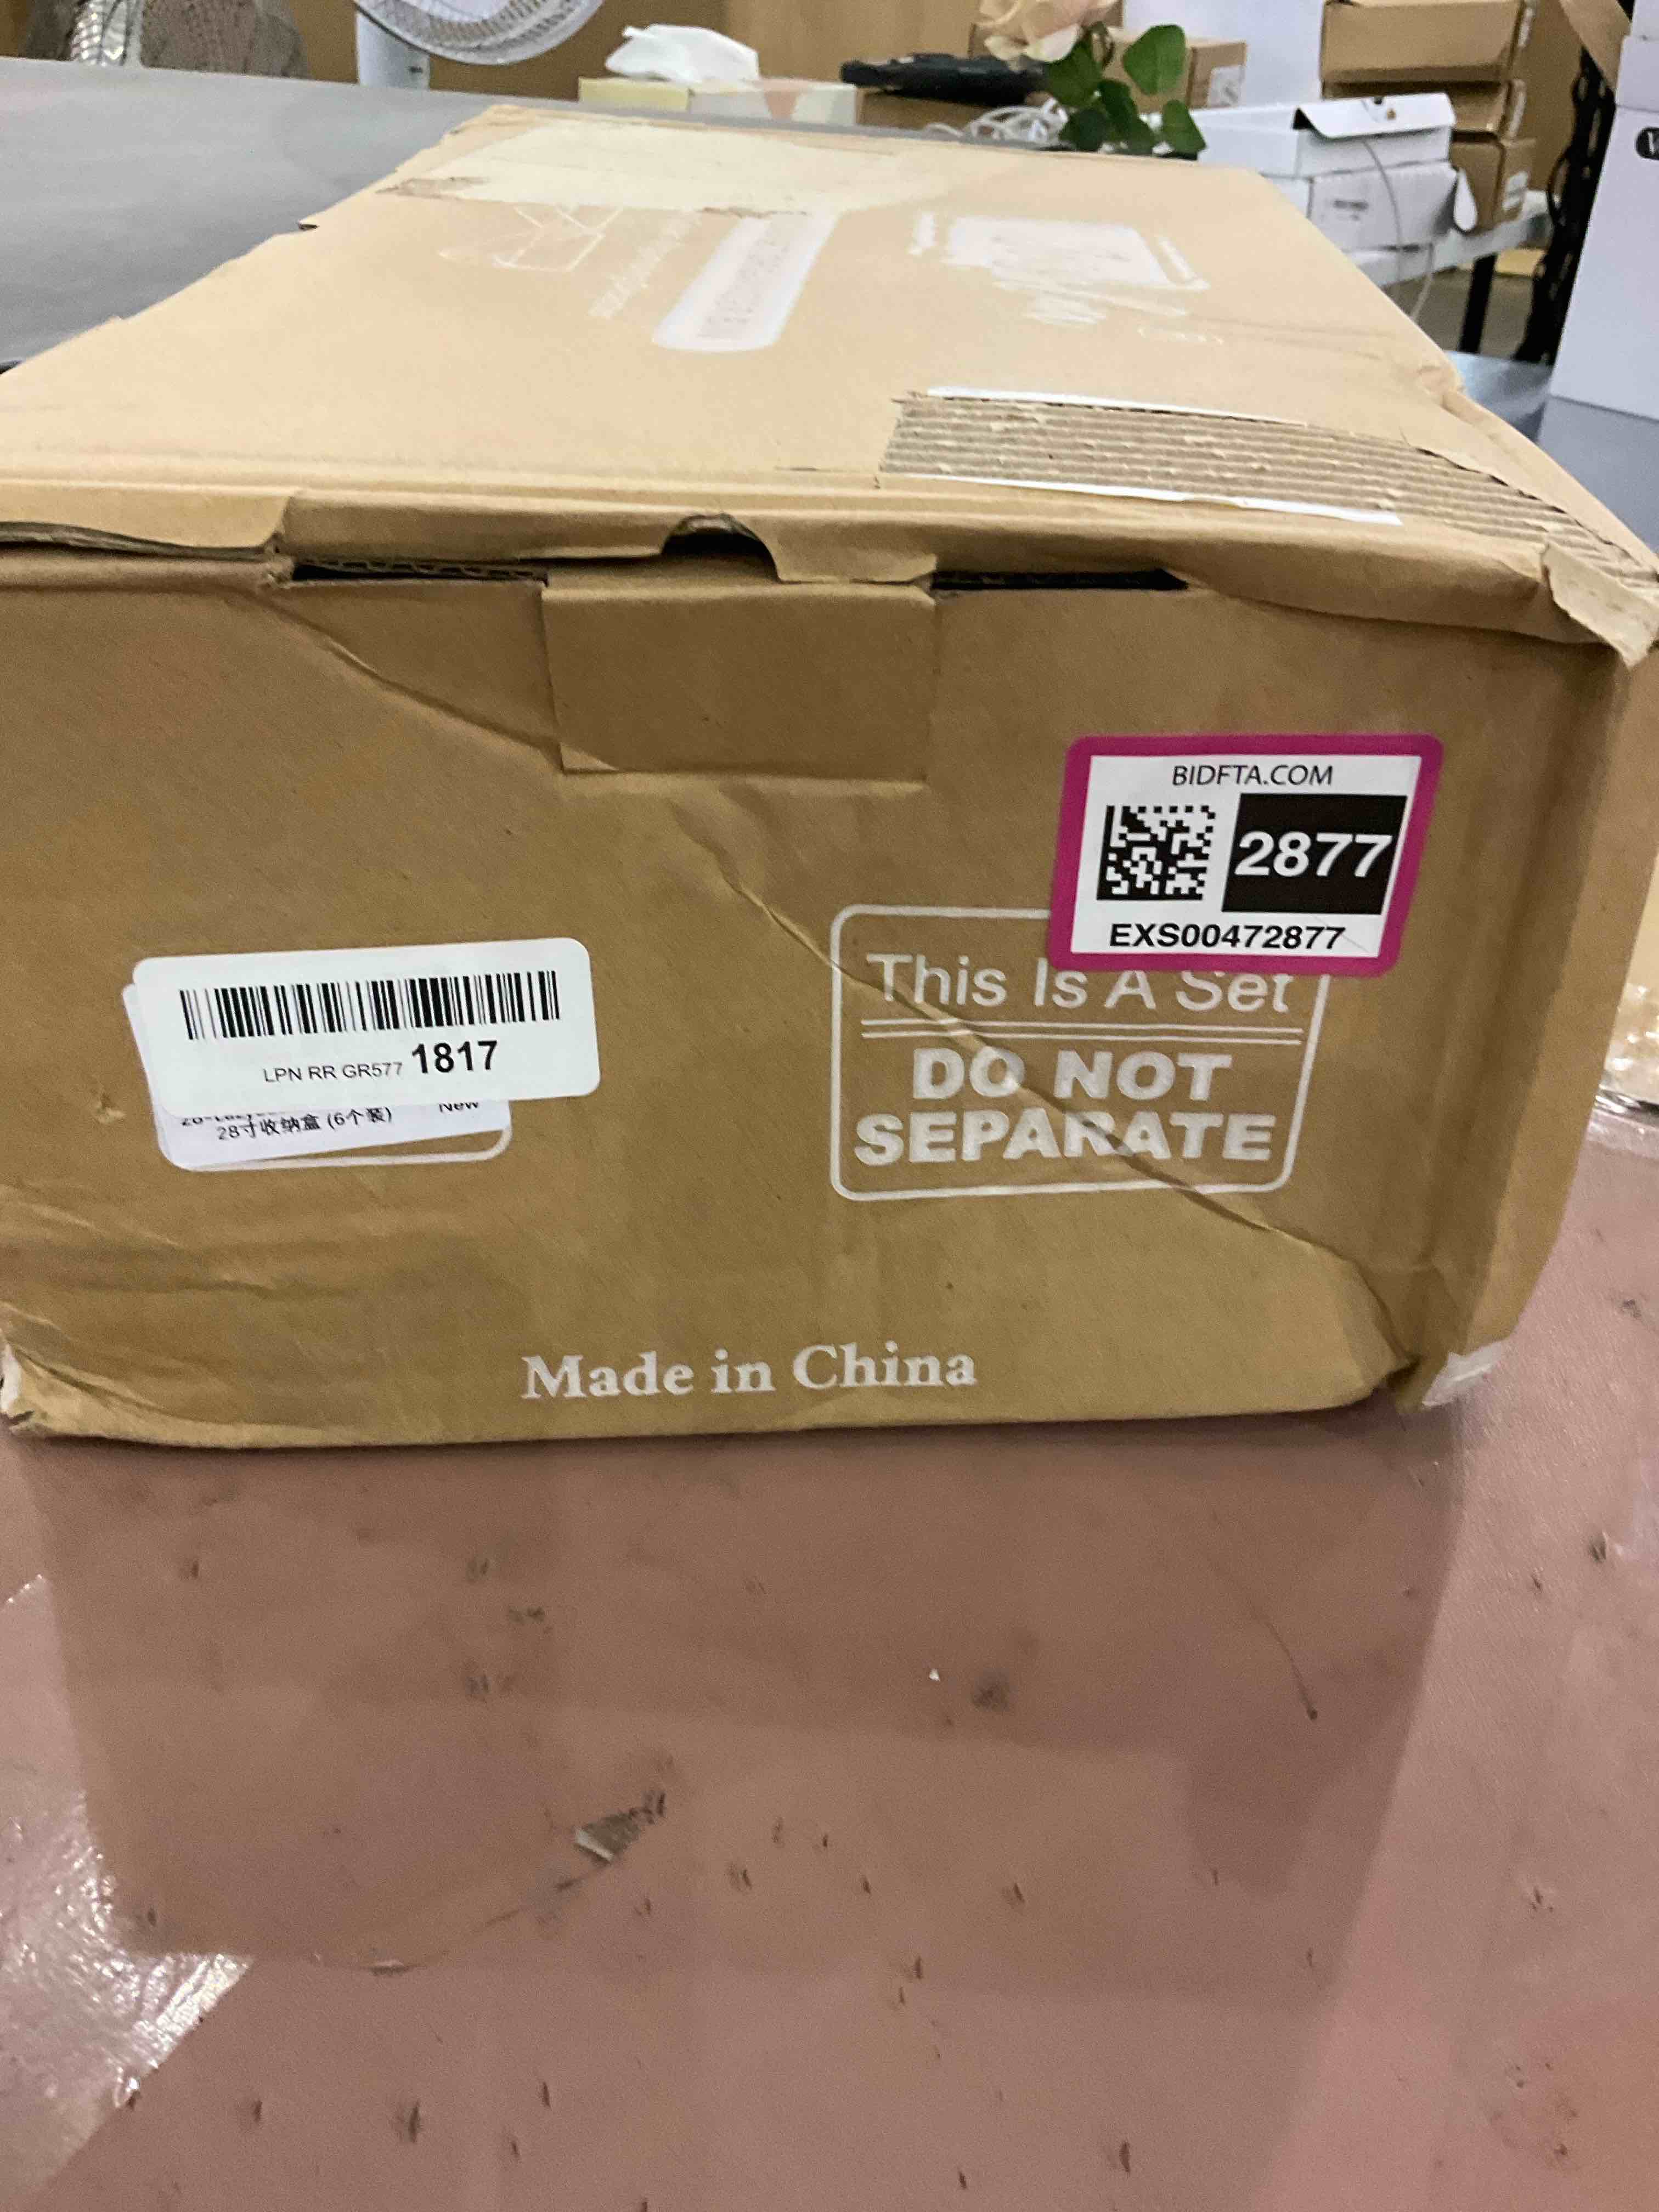 BIDFTA.COM
2877
EXS00472877
This Is A Set
DO NOT
SEPARATE
LPN RR GR577 1817
New
28寸收纳盒 (6个装)
Made in China